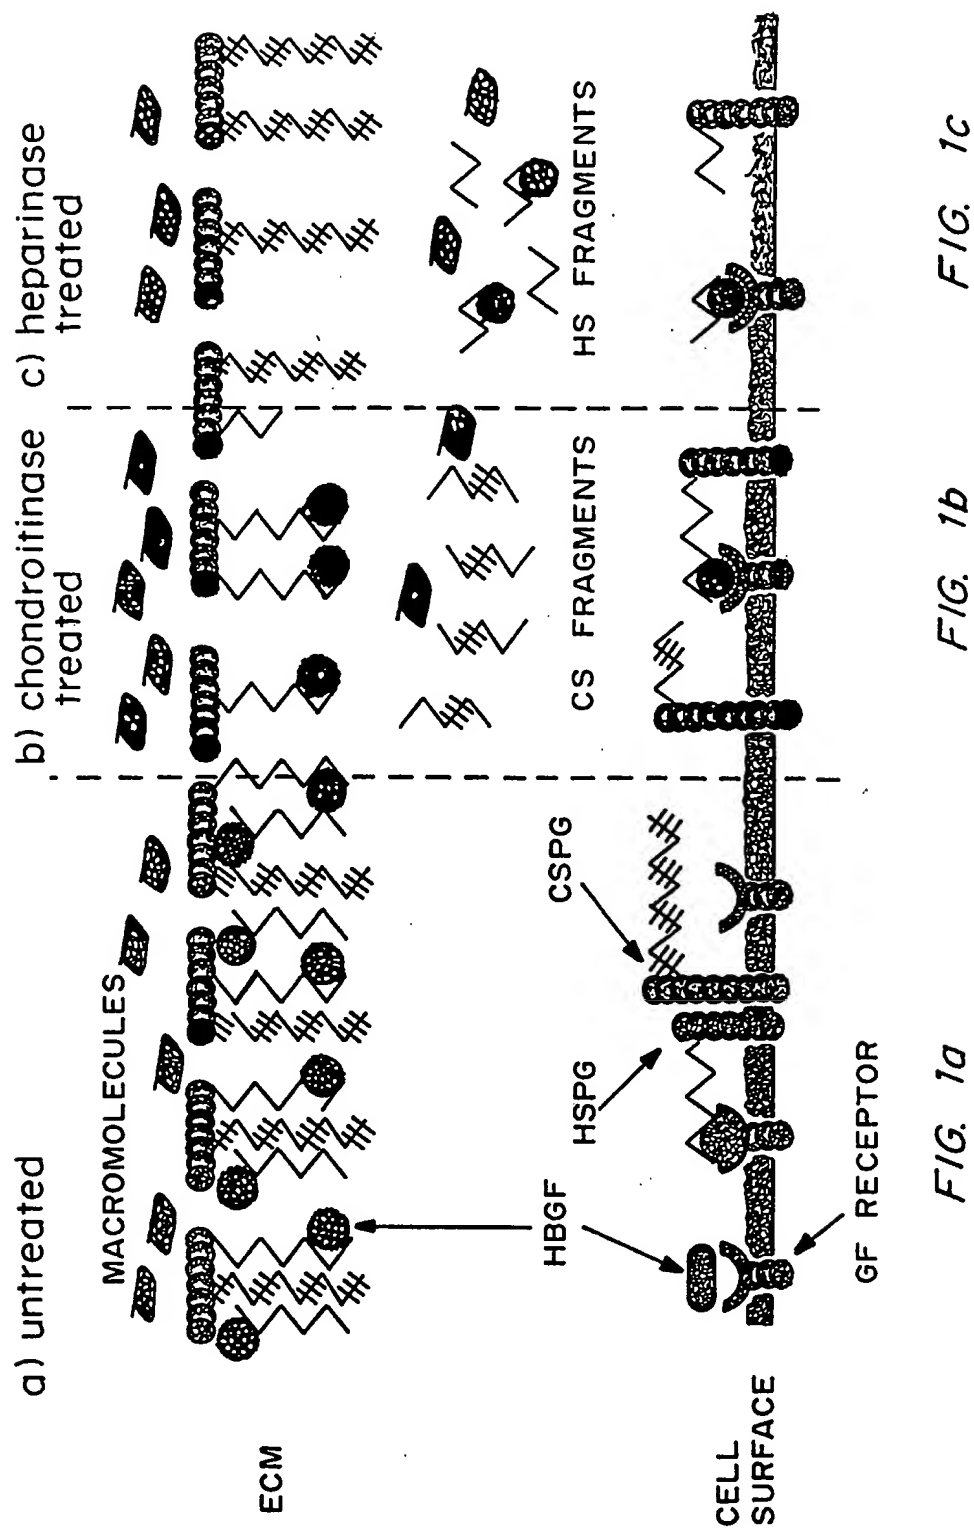 a) untreated
b) chondroitinase
treated
c) heparinase
treated
MACROMOLECULES
ECM
HBGF
HSPG
CSPG
CS FRAGMENTS
HS FRAGMENTS
CELL
SURFACE
GF RECEPTOR
FIG. 1a
FIG. 1b
FIG. 1c